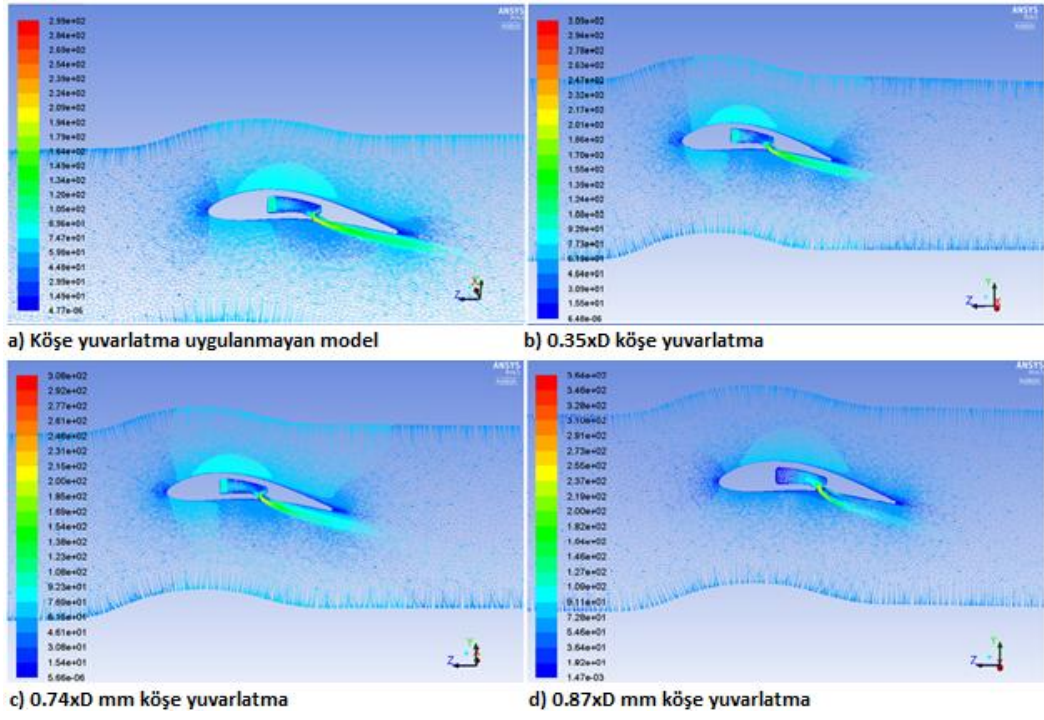 ANSYS
2.99e+02
2.84e+02
2.69e+02
2.54e+02
2.39e+02
2.24e+02
2.09e+02
1.94e+02
1.79e+02
1.64e+02
1.49e+02
1.34e+02
1.20e+02
1.05e+02
8.96e+01
7.47e+01
5.98e+01
4.48e+01
2.99e+01
1.49e+01
4.77e-06
Z
ANSYS
3.09e+02
2.94e+02
2.78e+02
2.63e+02
2.47e+02
2.32e+02
2.17e+02
2.01e+02
1.86e+02
1.70e+02
1.55e+02
1.39e+02
1.24e+02
1.08e+02
9.28e+01
7.73e+01
6.19e+01
4.64e+01
3.09e+01
1.55e+01
6.48e-06
Y
Z
a) Köşe yuvarlatma uygulanmayan model
b) 0.35xD köşe yuvarlatma
ANSYS
3.08e+02
2.92e+02
2.77e+02
2.61e+02
2.46e+02
2.31e+02
2.15e+02
2.00e+02
1.85e+02
1.69e+02
1.54e+02
1.38e+02
1.23e+02
1.08e+02
9.23e+01
7.69e+01
6.15e+01
4.61e+01
3.08e+01
1.54e+01
5.66e-06
Y
Z
ANSYS
3.64e+02
3.46e+02
3.28e+02
3.10e+02
2.91e+02
2.73e+02
2.55e+02
2.37e+02
2.19e+02
2.00e+02
1.82e+02
1.64e+02
1.46e+02
1.27e+02
1.09e+02
9.11e+01
7.28e+01
5.46e+01
3.64e+01
1.82e+01
1.47e-03
Y
Z
c) 0.74xD mm köşe yuvarlatma
d) 0.87xD mm köşe yuvarlatma